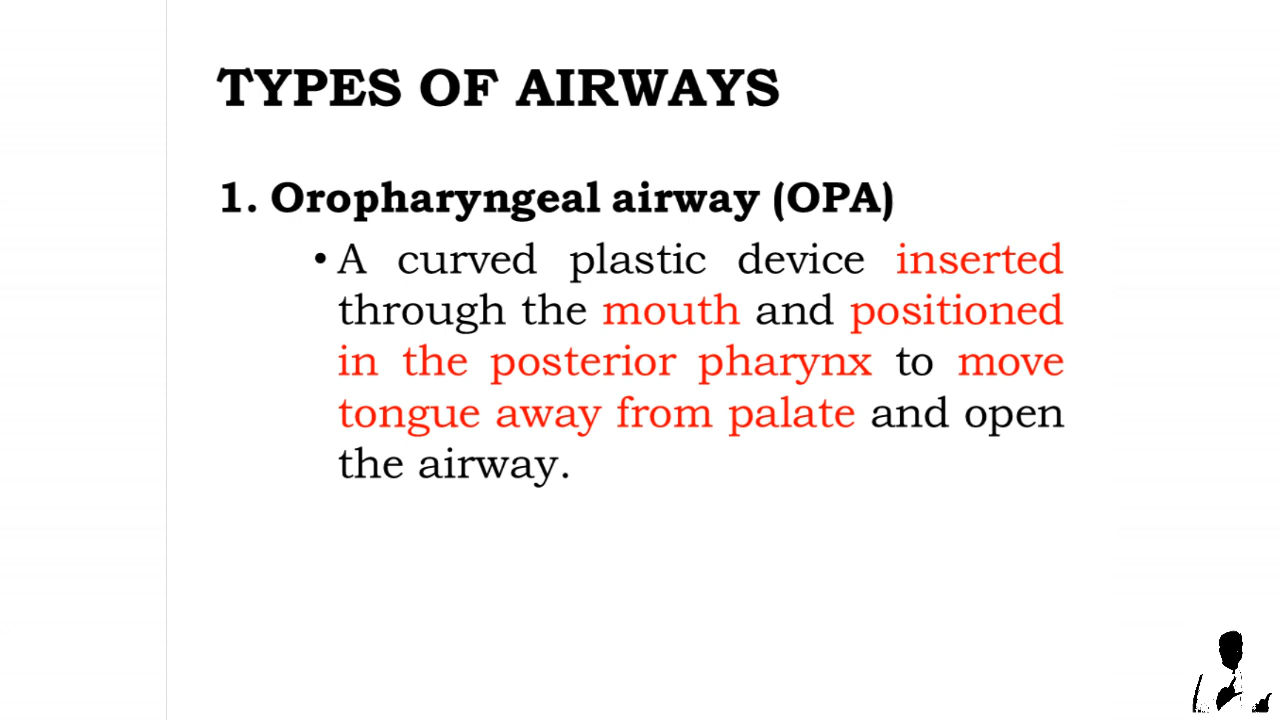 TYPES OF AIRWAYS
1. Oropharyngeal airway (OPA)
• A curved plastic device inserted
through the mouth and positioned
in the posterior pharynx to move
tongue away from palate and open
the airway.